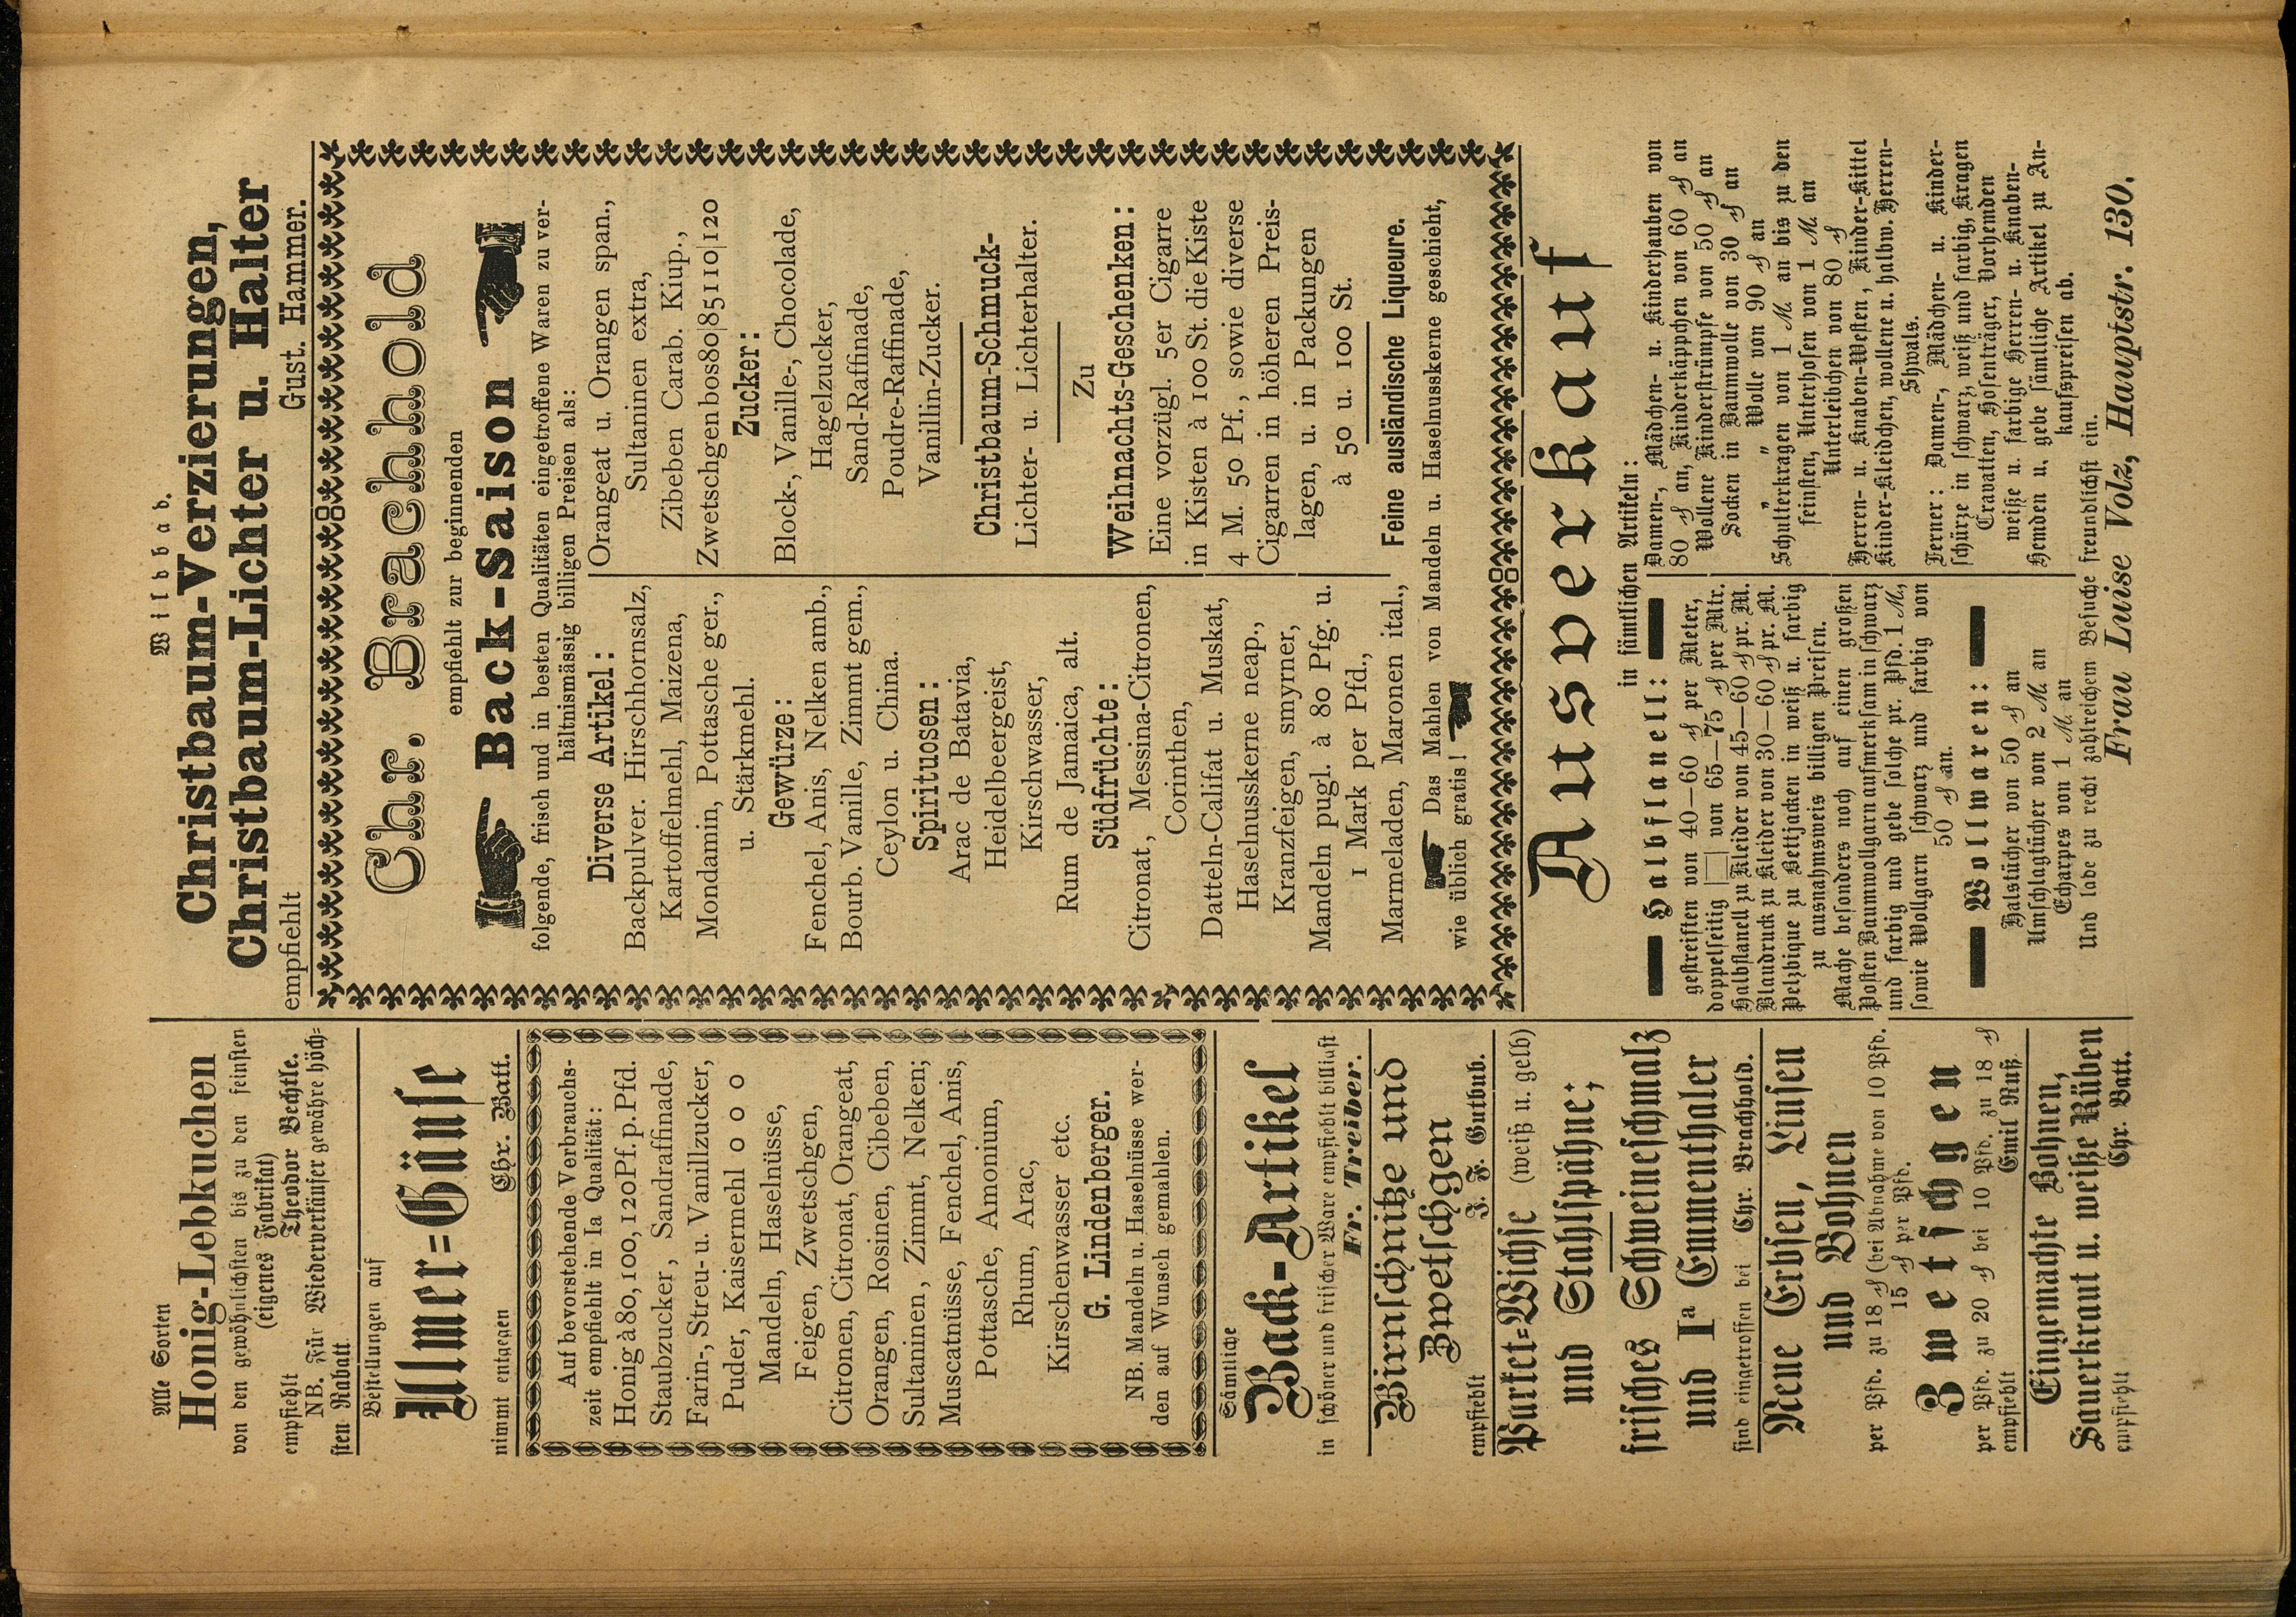 Alle Sorten
Honig-Lebkuchen
von den gewöhnlichsten bis zu den feinsten
(eigenes Fabrikat)
empfiehlt Theodor Bechtle.
NB. Für Wiederverkäufer gewähre höch-
sten Rabatt
Bestellungen auf
Ulmer-Gänse
nimmt entgegen Chr. Batt.
Auf bevorstehende Verbrauchs-
zeit empfiehlt in Ia Qualität:
Honig à 80, 100, 120 Pf. p. Pfd.
Staubzucker, Sandraffinade,
Farin-, Streu- u. Vanillzucker,
Puder, Kaisermehl 0 0 0
Mandeln, Haselnüsse,
Feigen, Zwetschgen,
Citronen, Citronat, Orangeat,
Orangen, Rosinen, Cibeben,
Sultaninen, Zimmt, Nelken;
Muscatnüsse, Fenchel, Anis,
Pottasche, Amonium,
Rhum, Arac,
Kirschenwasser etc.
G. Lindenberger.
NB. Mandeln u. Haselnüsse wer-
den auf Wunsch gemahlen.
Sämtliche
Back-Artikel
in schöner und frischer Ware empfiehlt billigst
Fr. Treiber.
Birnschnitze und
Zwetschgen
empfiehlt J. F. Gutbub.
Parket-Wichse (weiß u. gelb)
und Stahlspähne;
frisches Schweineschmalz
und Ia Emmenthaler
sind eingetroffen bei Chr. Brachhold.
Neue Erbsen, Linsen
und Bohnen
per Pfd. zu 18 ₰ (bei Abnahme von 10 Pfd.
15 ₰ per Pfd.
Zwetschgen
per Pfd. zu 20 ₰ bei 10 Pfd. zu 18 ₰
empfiehlt Emil Ruß.
Eingemachte Bohnen,
Sauerkraut u. weiße Rüben
empfiehlt Chr. Batt.
Wildbad.
Christbaum-Verzierungen,
Christbaum-Lichter u. Halter
empfiehlt Gust. Hammer.
Chr. Brachhold
empfiehlt zur beginnenden
Back-Saison
folgende, frisch und in besten Qualitäten eingetroffene Waren zu ver-
hältnismässig billigen Preisen als:
Diverse Artikel:
Backpulver. Hirschhornsalz,
Kartoffelmehl, Maizena,
Mondamin, Pottasche ger.,
u. Stärkmehl.
Gewürze:
Fenchel, Anis, Nelken amb.,
Bourb. Vanille, Zimmt gem.,
Ceylon u. China.
Spirituosen:
Arac de Batavia,
Heidelbeergeist,
Kirschwasser,
Rum de Jamaica, alt.
Südfrüchte:
Citronat, Messina-Citronen,
Corinthen,
Datteln-Califat u. Muskat,
Haselnusskerne neap.,
Kranzfeigen, smyrner,
Mandeln pugl. à 80 Pfg. u.
1 Mark per Pfd.,
Marmeladen, Maronen ital.,
Orangeat u. Orangen span.,
Sultaninen extra,
Zibeben Carab. Kiup.,
Zwetschgen bos 80|85 110|120
Zucker:
Block-, Vanille-, Chocolade,
Hagelzucker,
Sand-Raffinade,
Poudre-Raffinade,
Vanillin-Zucker.
Christbaum-Schmuck-
Lichter- u. Lichterhalter.
Zu
Weihnachts-Geschenken:
Eine vorzügl. 5er Cigarre
in Kisten à 100 St. die Kiste
4 M. 50 Pf., sowie diverse
Cigarren in höheren Preis-
lagen, u. in Packungen
à 50 u. 100 St.
Feine ausländische Liqueure.
Das Mahlen von Mandeln u. Haselnusskerne geschieht,
wie üblich gratis!
Ausverkauf
in sämtlichen Artikeln:
Halbflanell:
gestreiften von 40—60 ₰ per Meter,
doppelseitig von 65—75 ₰ per Mtr.
Halbflanell zu Kleider von 45—60 ₰ pr. M.
Blaudruck zu Kleider von 30—60 ₰ pr. M.
Pelzbique zu Bettjacken in weiß u. farbig
zu ausnahmsweis billigen Preisen.
Mache besonders noch auf einen großen
Posten Baumwollgarn aufmerksam in schwarz
und farbig und gebe solche pr. Pfd. 1 M,
sowie Wollgarn schwarz und farbig von
50 ₰ an.
Wollwaren:
Halstücher von 50 ₰ an
Umschlagtücher von 2 M. an
Echarpes von 1 M. an
Damen-, Mädchen- u. Kinderhauben von
80 ₰ an, Kinderkäppchen von 60 ₰ an
Wollene Kinderstrümpfe von 50 ₰ an
Socken in Baumwolle von 30 ₰ an
" " Wolle von 90 ₰ an
Schulterkragen von 1 M. an bis zu den
feinsten, Unterhosen von 1 M. an
Unterleibchen von 80 ₰
Herren- u. Knaben-Westen, Kinder-Kittel
Kinder-Kleidchen, wollene u. halbw. Herren-
Shwals.
Ferner: Damen-, Mädchen- u. Kinder-
schürze in schwarz, weiß und farbig, Kragen
Cravatten, Hosenträger, Vorhemden
weiße u. farbige Herren- u. Knaben-
Hemden u. gebe sämtliche Artikel zu An-
kaufspreisen ab.
Und lade zu recht zahlreichem Besuche freundlichst ein.
Frau Luise Volz, Hauptstr. 130.